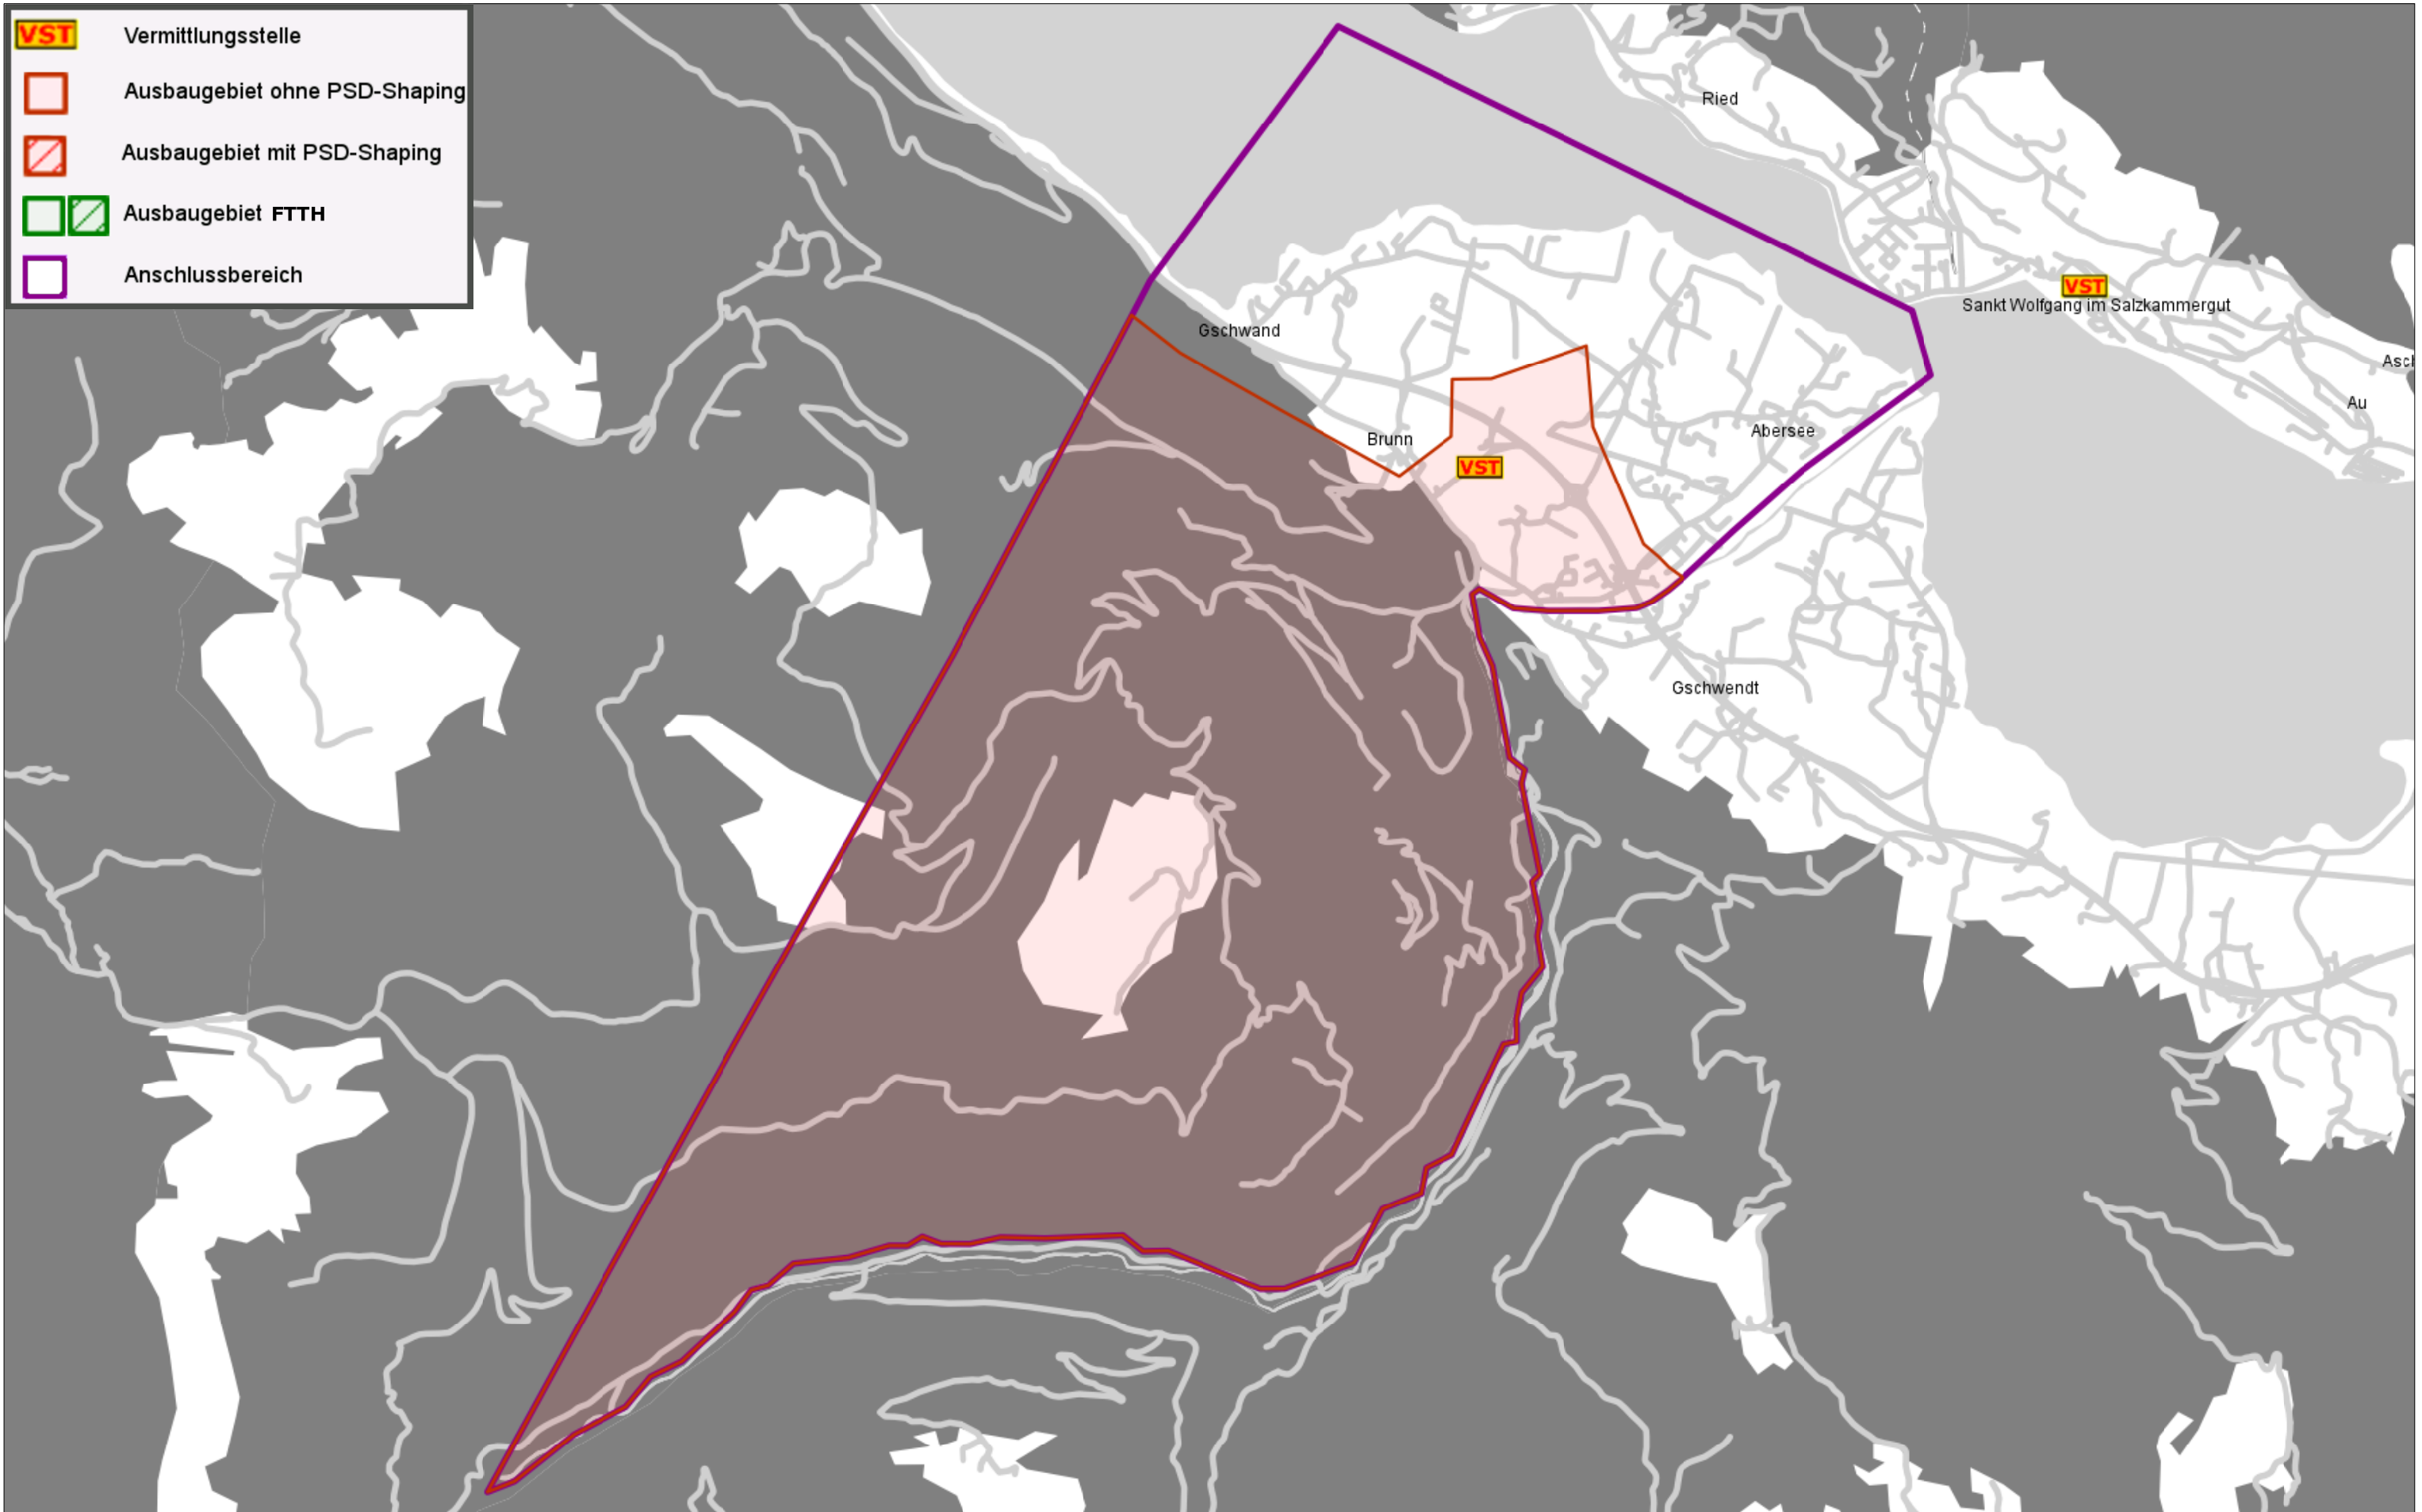 VST Vermittlungsstelle
Ausbaugebiet ohne PSD-Shaping
Ausbaugebiet mit PSD-Shaping
Ausbaugebiet FTTH
Anschlussbereich
Ried
VST
Sankt Wolfgang im Salzkammergut
Gschwand
Asch
Au
Brunn
Abersee
VST
Gschwendt